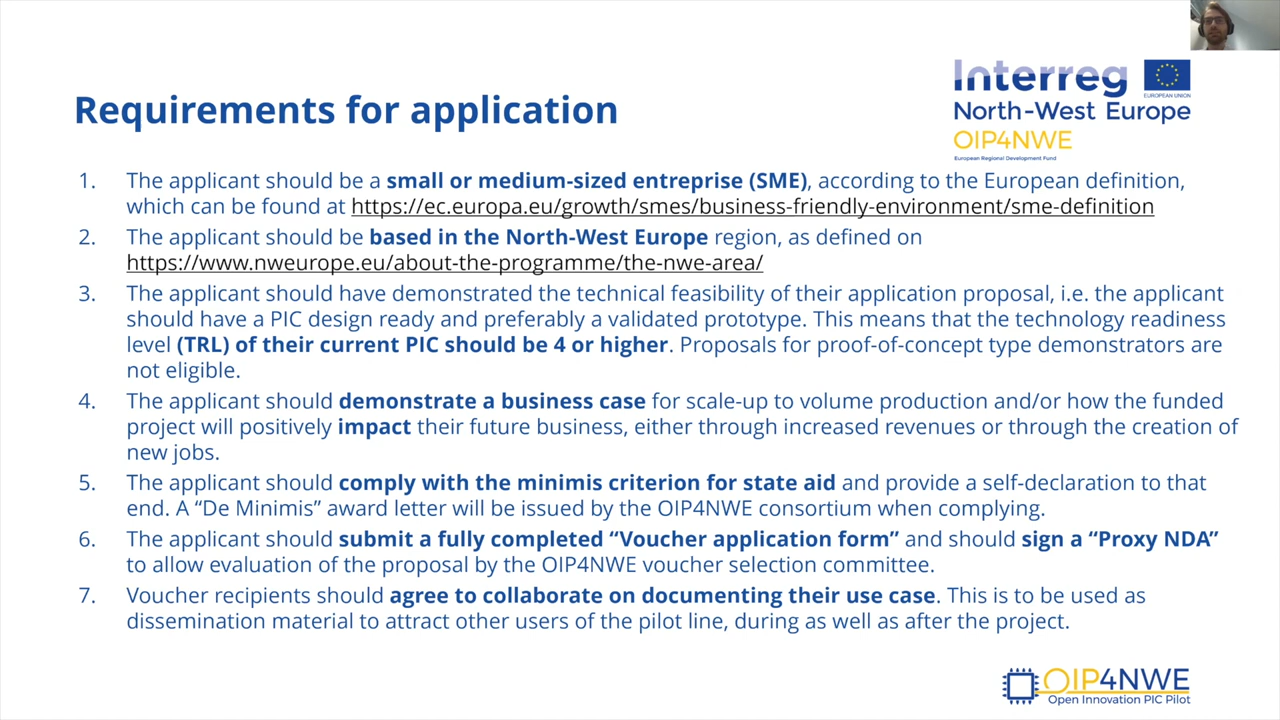 Interreg
EUROPEAN UNION
North-West Europe
OIP4NWE
European Regional Development Fund
Requirements for application
1. The applicant should be a small or medium-sized entreprise (SME), according to the European definition,
which can be found at https://ec.europa.eu/growth/smes/business-friendly-environment/sme-definition
2. The applicant should be based in the North-West Europe region, as defined on
https://www.nweurope.eu/about-the-programme/the-nwe-area/
3. The applicant should have demonstrated the technical feasibility of their application proposal, i.e. the applicant
should have a PIC design ready and preferably a validated prototype. This means that the technology readiness
level (TRL) of their current PIC should be 4 or higher. Proposals for proof-of-concept type demonstrators are
not eligible.
4. The applicant should demonstrate a business case for scale-up to volume production and/or how the funded
project will positively impact their future business, either through increased revenues or through the creation of
new jobs.
5. The applicant should comply with the minimis criterion for state aid and provide a self-declaration to that
end. A “De Minimis” award letter will be issued by the OIP4NWE consortium when complying.
6. The applicant should submit a fully completed “Voucher application form” and should sign a “Proxy NDA”
to allow evaluation of the proposal by the OIP4NWE voucher selection committee.
7. Voucher recipients should agree to collaborate on documenting their use case. This is to be used as
dissemination material to attract other users of the pilot line, during as well as after the project.
OIP4NWE
Open Innovation PIC Pilot